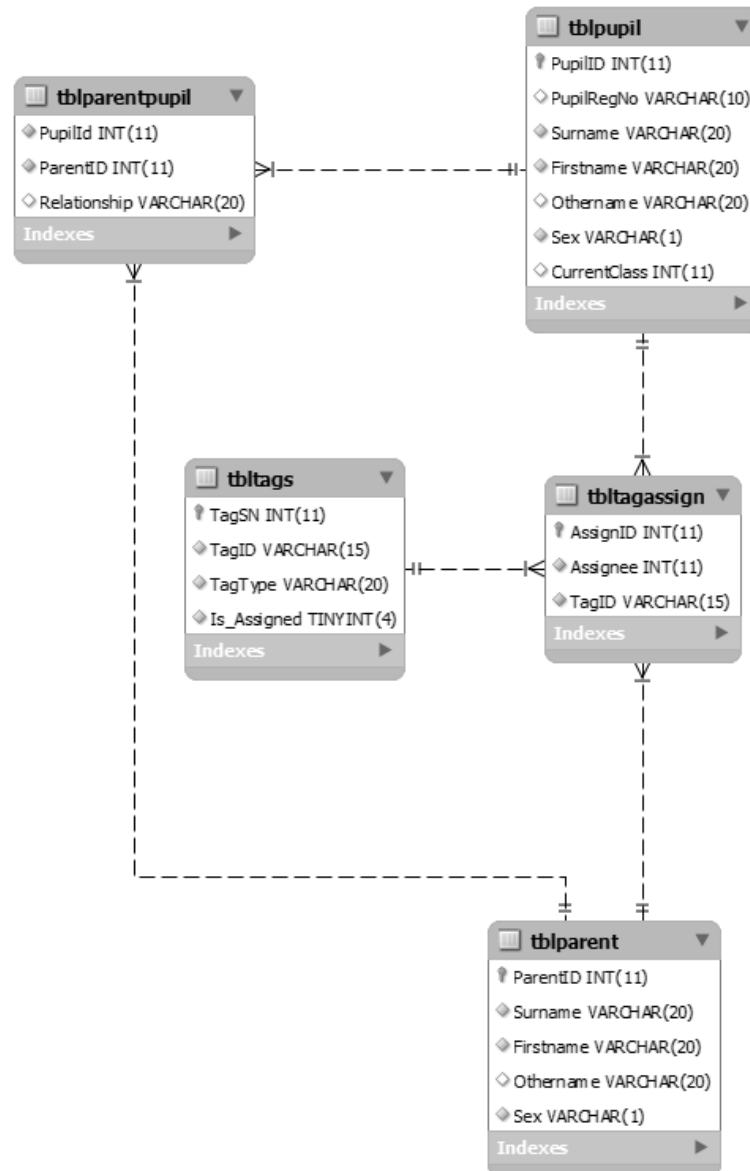 tblpupil
PupilID INT(11)
PupilRegNo VARCHAR(10)
Surname VARCHAR(20)
Firstname VARCHAR(20)
Othername VARCHAR(20)
Sex VARCHAR(1)
CurrentClass INT(11)
Indexes
tblparentpupil
PupilId INT(11)
ParentID INT(11)
Relationship VARCHAR(20)
Indexes
tbltags
TagSN INT(11)
TagID VARCHAR(15)
TagType VARCHAR(20)
Is_Assigned TINYINT(4)
Indexes
tbltagassign
AssignID INT(11)
Assignee INT(11)
TagID VARCHAR(15)
Indexes
tblparent
ParentID INT(11)
Surname VARCHAR(20)
Firstname VARCHAR(20)
Othername VARCHAR(20)
Sex VARCHAR(1)
Indexes